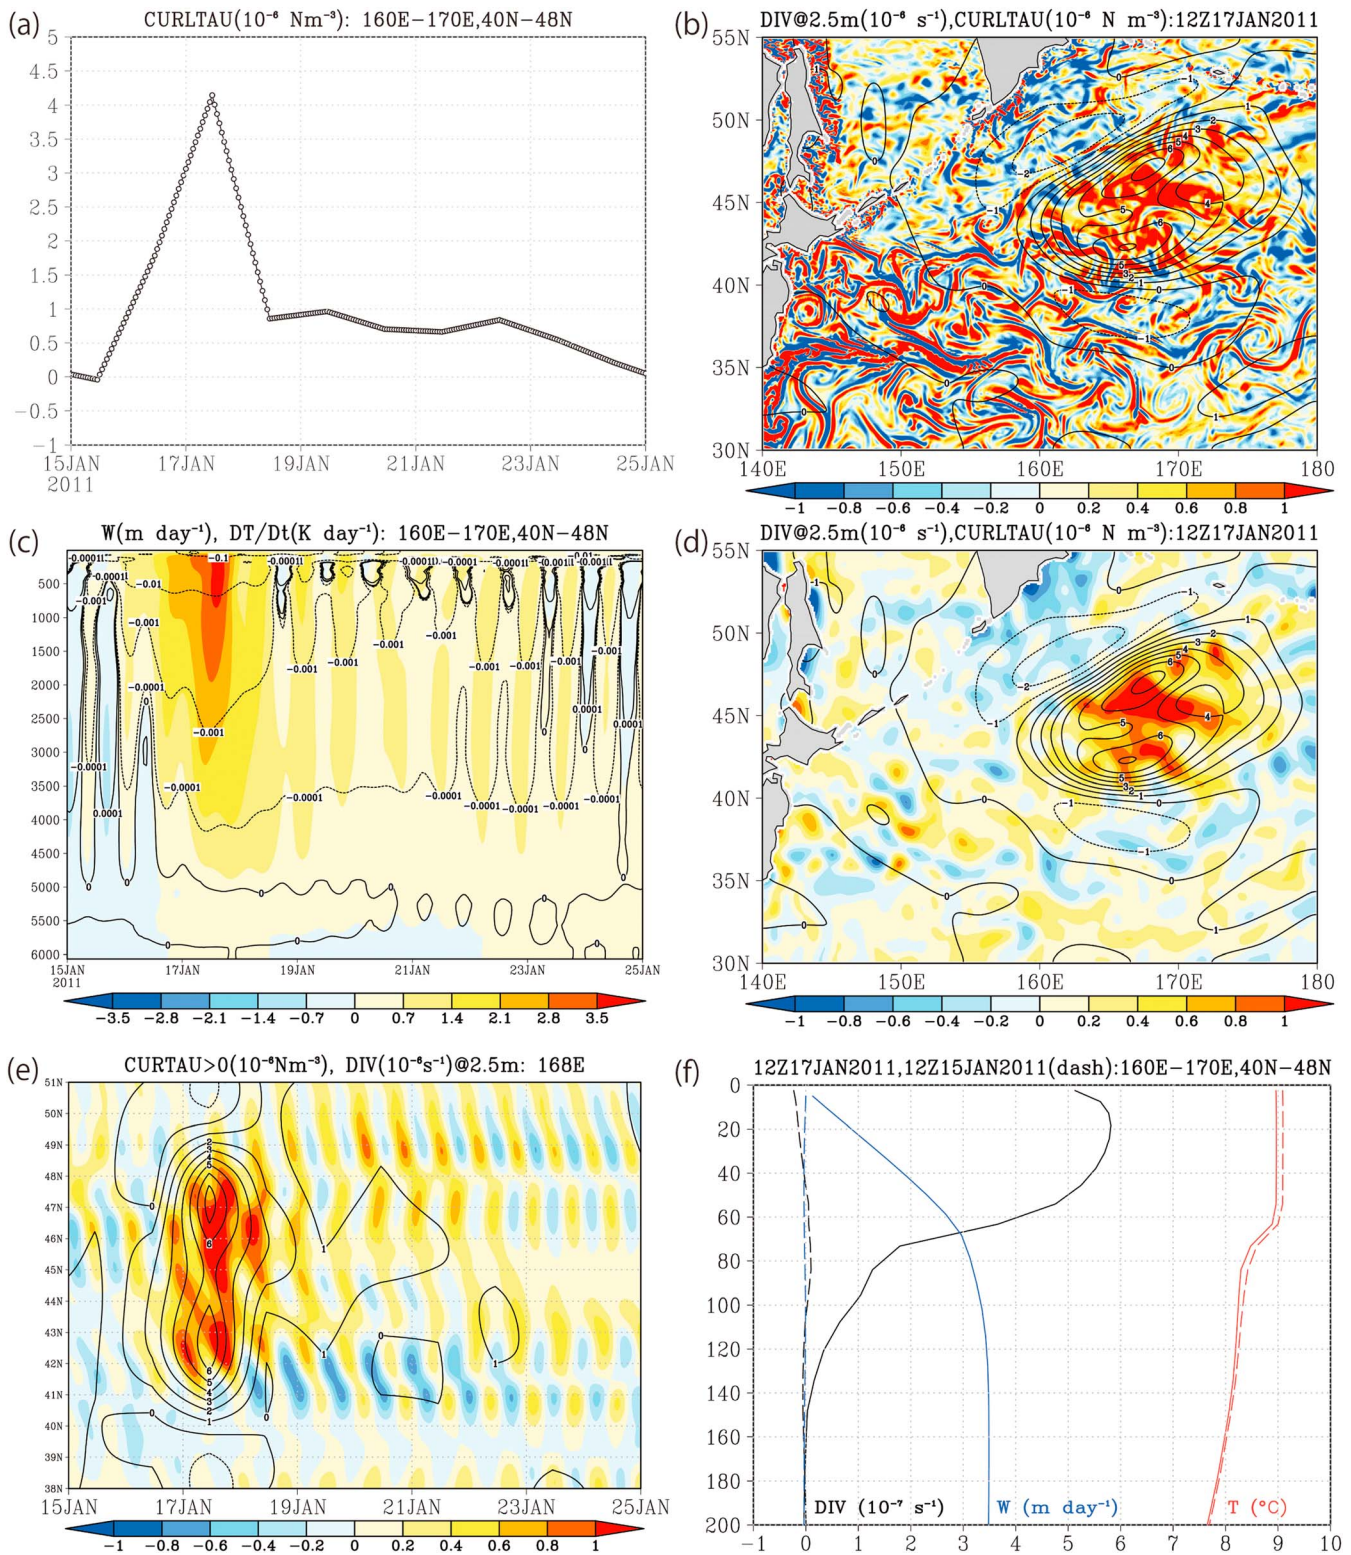 (a)
CURLTAU(10⁻⁶ Nm⁻³): 160E−170E,40N−48N
5
4.5
4
3.5
3
2.5
2
1.5
1
0.5
0
−0.5
−1
15JAN 17JAN 19JAN 21JAN 23JAN 25JAN
2011
(b)
DIV@2.5m(10⁻⁶ s⁻¹),CURLTAU(10⁻⁶ N m⁻³):12Z17JAN2011
55N
50N
45N
40N
35N
30N
140E 150E 160E 170E 180
−1 −0.8 −0.6 −0.4 −0.2 0 0.2 0.4 0.6 0.8 1
(c)
W(m day⁻¹), DT/Dt(K day⁻¹): 160E−170E,40N−48N
500
1000
1500
2000
2500
3000
3500
4000
4500
5000
5500
6000
15JAN 17JAN 19JAN 21JAN 23JAN 25JAN
2011
−3.5 −2.8 −2.1 −1.4 −0.7 0 0.7 1.4 2.1 2.8 3.5
(d)
DIV@2.5m(10⁻⁶ s⁻¹),CURLTAU(10⁻⁶ N m⁻³):12Z17JAN2011
55N
50N
45N
40N
35N
30N
140E 150E 160E 170E 180
−1 −0.8 −0.6 −0.4 −0.2 0 0.2 0.4 0.6 0.8 1
(e)
CURTAU>0(10⁻⁶Nm⁻³), DIV(10⁻⁶s⁻¹)@2.5m: 168E
51N
50N
49N
48N
47N
46N
45N
44N
43N
42N
41N
40N
39N
38N
15JAN 17JAN 19JAN 21JAN 23JAN 25JAN
−1 −0.8 −0.6 −0.4 −0.2 0 0.2 0.4 0.6 0.8 1
(f)
12Z17JAN2011,12Z15JAN2011(dash):160E−170E,40N−48N
0
20
40
60
80
100
120
140
160
180
200
DIV (10⁻⁷ s⁻¹) W (m day⁻¹) T (°C)
−1 0 1 2 3 4 5 6 7 8 9 10